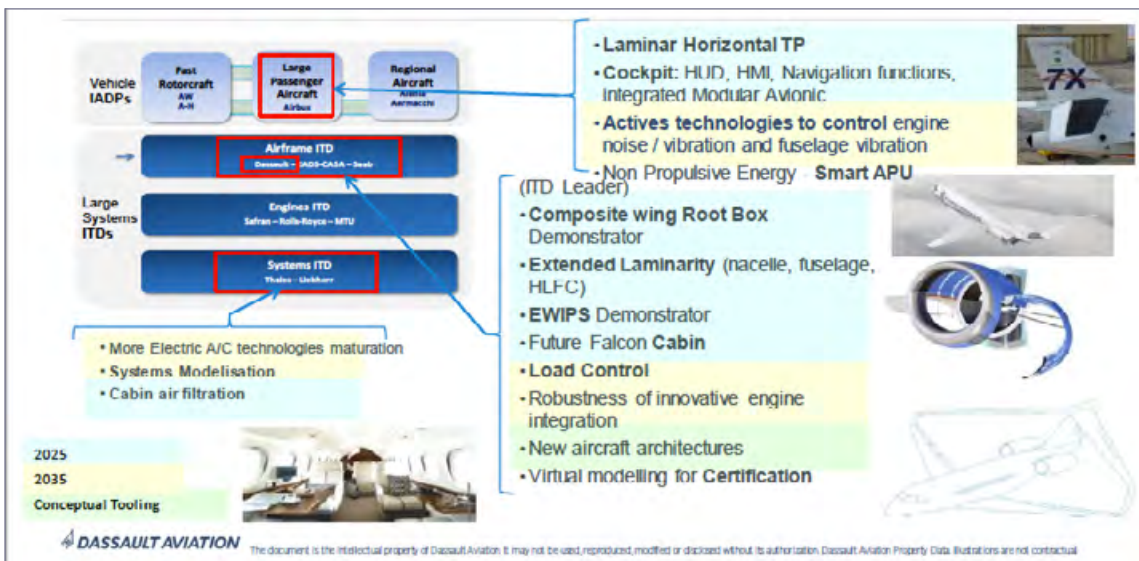 Vehicle
IADPs
Fast
Rotorcraft
AW
A-H
Large
Passenger
Aircraft
Airbus
Regional
Aircraft
Alenia
Aermacchi
Large
Systems
ITDs
Airframe ITD
Dassault – EADS-CASA – Saab
Engines ITD
Safran – Rolls-Royce – MTU
Systems ITD
Thales – Liebherr
• More Electric A/C technologies maturation
• Systems Modelisation
• Cabin air filtration
2025
2035
Conceptual Tooling
• Laminar Horizontal TP
• Cockpit: HUD, HMI, Navigation functions,
Integrated Modular Avionic
• Actives technologies to control engine
noise / vibration and fuselage vibration
• Non Propulsive Energy - Smart APU
7X
(ITD Leader)
• Composite wing Root Box
Demonstrator
• Extended Laminarity (nacelle, fuselage,
HLFC)
• EWIPS Demonstrator
• Future Falcon Cabin
• Load Control
• Robustness of innovative engine
integration
• New aircraft architectures
• Virtual modelling for Certification
DASSAULT AVIATION
The document is the intellectual property of Dassault Aviation. It may not be used, reproduced, modified or disclosed without its authorization. Dassault Aviation Property Data. Illustrations are not contractual